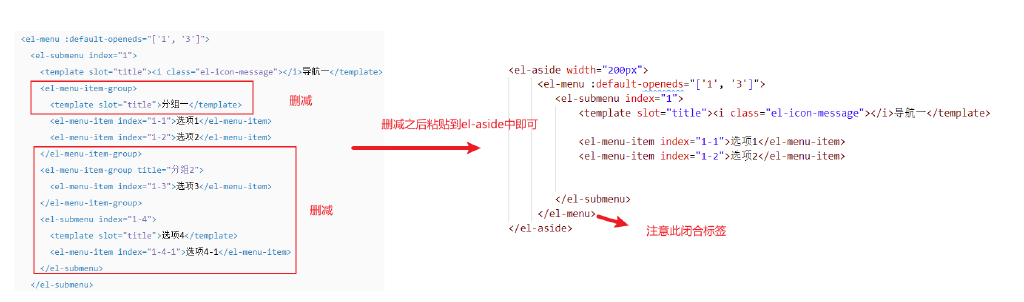 <el-menu :default-openeds="['1', '3']">
<el-submenu index="1">
<template slot="title"><i class="el-icon-message"></i>导航一</template>
<el-menu-item-group>
<template slot="title">分组一</template>
<el-menu-item index="1-1">选项1</el-menu-item>
<el-menu-item index="1-2">选项2</el-menu-item>
</el-menu-item-group>
<el-menu-item-group title="分组2">
<el-menu-item index="1-3">选项3</el-menu-item>
</el-menu-item-group>
<el-submenu index="1-4">
<template slot="title">选项4</template>
<el-menu-item index="1-4-1">选项4-1</el-menu-item>
</el-submenu>
</el-submenu>
删减
删减
删减之后粘贴到el-aside中即可
<el-aside width="200px">
<el-menu :default-openeds="['1', '3']">
<el-submenu index="1">
<template slot="title"><i class="el-icon-message"></i>导航一</template>
<el-menu-item index="1-1">选项1</el-menu-item>
<el-menu-item index="1-2">选项2</el-menu-item>
</el-submenu>
</el-menu>
</el-aside>
注意此闭合标签